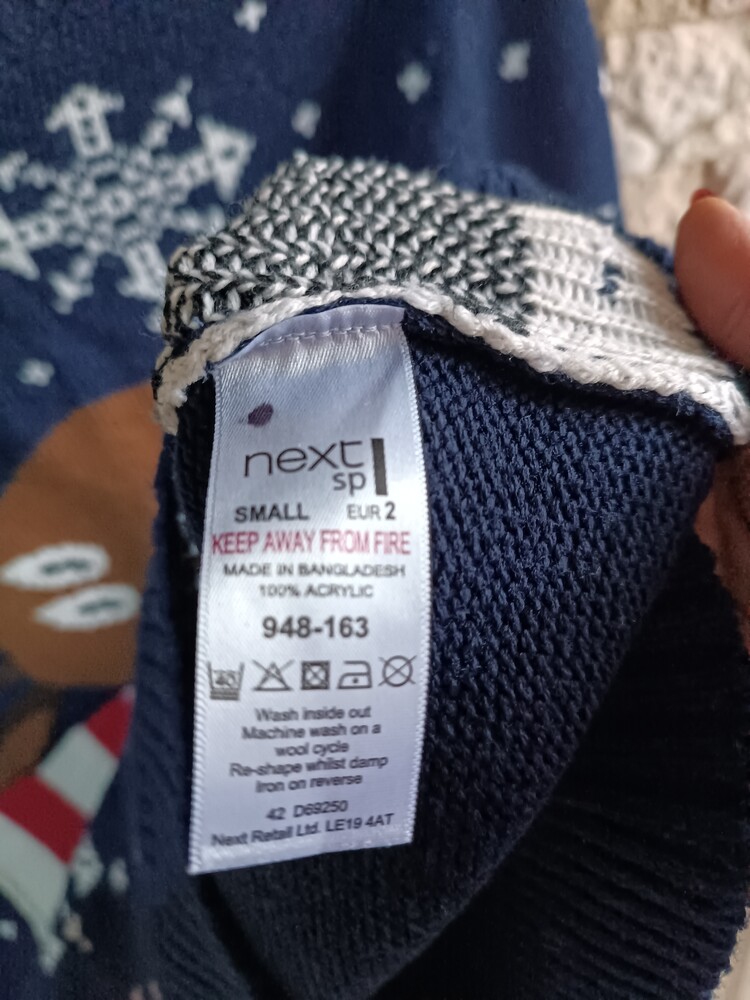 next
sp
SMALL EUR 2
KEEP AWAY FROM FIRE
MADE IN BANGLADESH
100% ACRYLIC
948-163
40
Wash inside out
Machine wash on a
wool cycle
Re-shape whilst damp
Iron on reverse
42 D69250
Next Retail Ltd. LE19 4AT